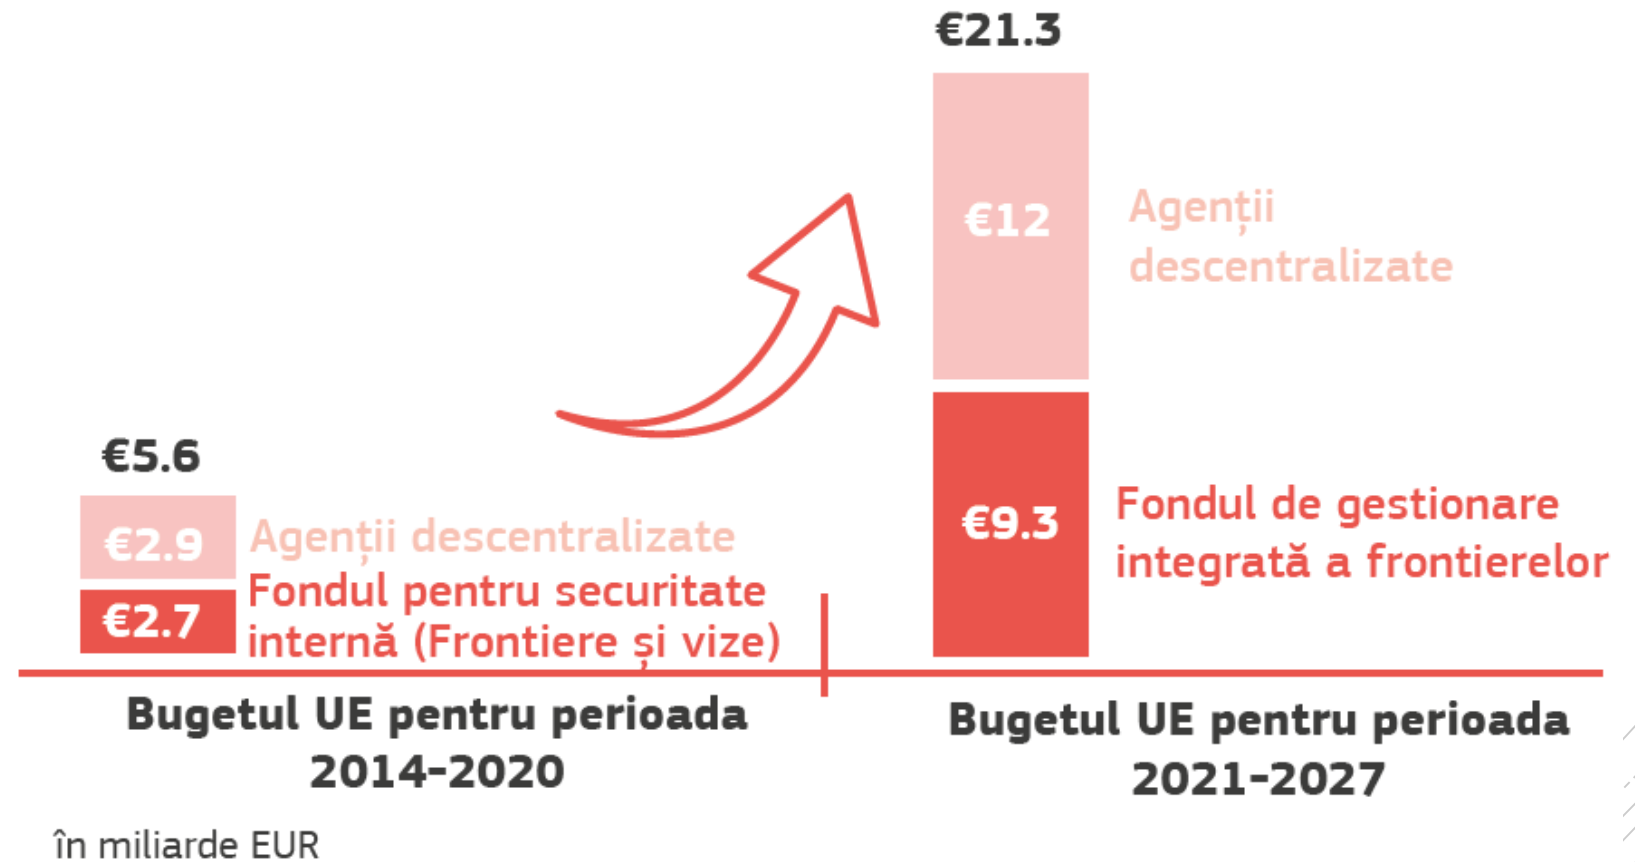 €21.3
€12
Agenții
descentralizate
€5.6
€2.9
Agenții descentralizate
€2.7
Fondul pentru securitate
internă (Frontiere și vize)
€9.3
Fondul de gestionare
integrată a frontierelor
Bugetul UE pentru perioada
2014-2020
Bugetul UE pentru perioada
2021-2027
în miliarde EUR